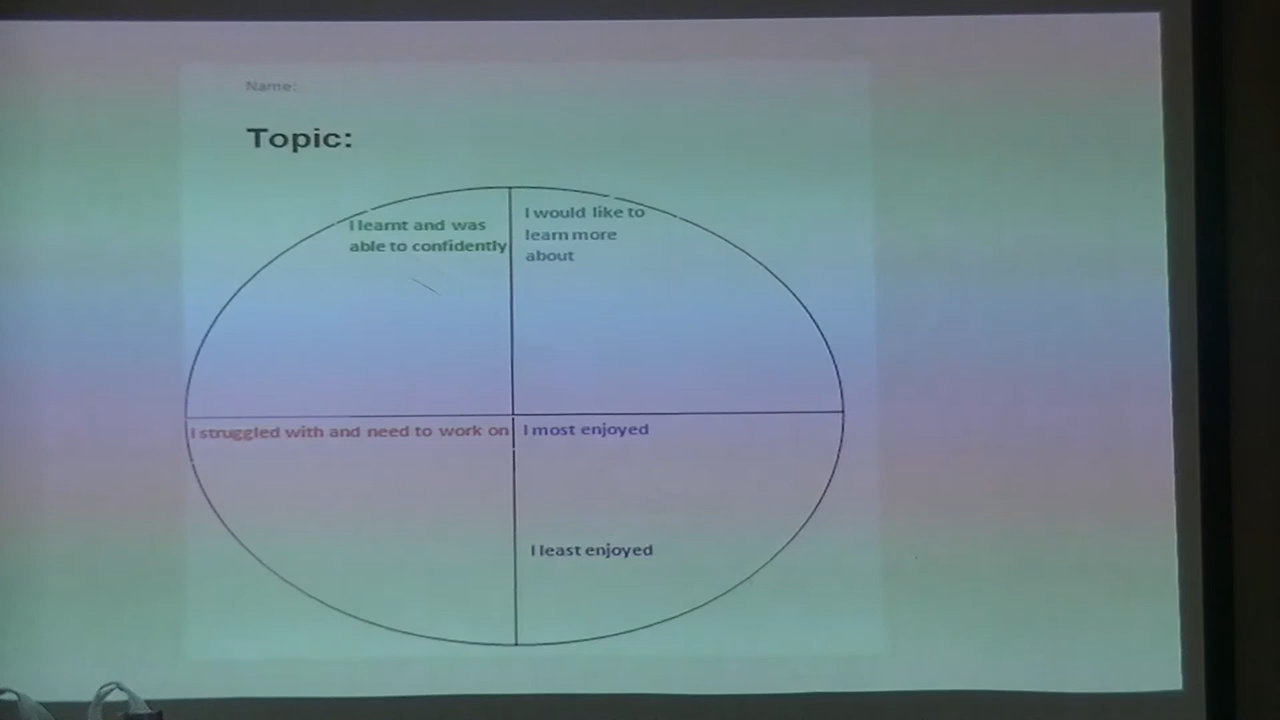 Name:
Topic:
I learnt and was
able to confidently
I would like to
learn more
about
I struggled with and need to work on
I most enjoyed
I least enjoyed